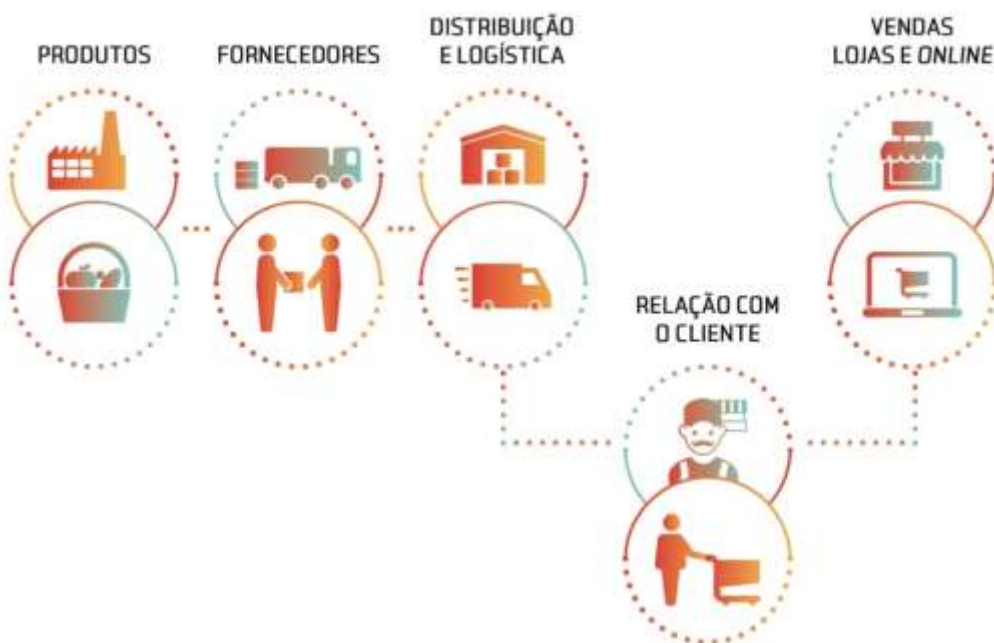 PRODUTOS
FORNECEDORES
DISTRIBUIÇÃO
E LOGÍSTICA
VENDAS
LOJAS E ONLINE
RELAÇÃO COM
O CLIENTE